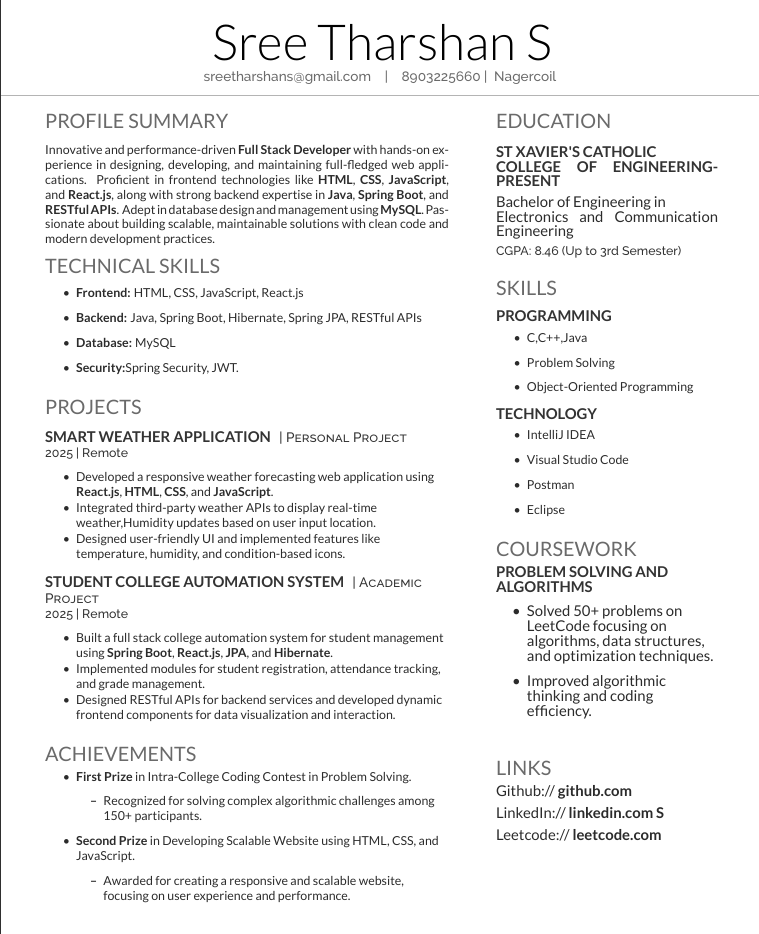 Sree Tharshan S
sreetharshans@gmail.com | 8903225660 | Nagercoil
PROFILE SUMMARY
Innovative and performance-driven Full Stack Developer with hands-on ex-
perience in designing, developing, and maintaining full-fledged web appli-
cations. Proficient in frontend technologies like HTML, CSS, JavaScript,
and React.js, along with strong backend expertise in Java, Spring Boot, and
RESTful APIs. Adept in database design and management using MySQL. Pas-
sionate about building scalable, maintainable solutions with clean code and
modern development practices.
TECHNICAL SKILLS
• Frontend: HTML, CSS, JavaScript, React.js
• Backend: Java, Spring Boot, Hibernate, Spring JPA, RESTful APIs
• Database: MySQL
• Security:Spring Security, JWT.
PROJECTS
SMART WEATHER APPLICATION | Personal Project
2025 | Remote
• Developed a responsive weather forecasting web application using
React.js, HTML, CSS, and JavaScript.
• Integrated third-party weather APIs to display real-time
weather,Humidity updates based on user input location.
• Designed user-friendly UI and implemented features like
temperature, humidity, and condition-based icons.
STUDENT COLLEGE AUTOMATION SYSTEM | Academic
Project
2025 | Remote
• Built a full stack college automation system for student management
using Spring Boot, React.js, JPA, and Hibernate.
• Implemented modules for student registration, attendance tracking,
and grade management.
• Designed RESTful APIs for backend services and developed dynamic
frontend components for data visualization and interaction.
ACHIEVEMENTS
• First Prize in Intra-College Coding Contest in Problem Solving.
– Recognized for solving complex algorithmic challenges among
150+ participants.
• Second Prize in Developing Scalable Website using HTML, CSS, and
JavaScript.
– Awarded for creating a responsive and scalable website,
focusing on user experience and performance.
EDUCATION
ST XAVIER'S CATHOLIC
COLLEGE OF ENGINEERING-
PRESENT
Bachelor of Engineering in
Electronics and Communication
Engineering
CGPA: 8.46 (Up to 3rd Semester)
SKILLS
PROGRAMMING
• C,C++,Java
• Problem Solving
• Object-Oriented Programming
TECHNOLOGY
• IntelliJ IDEA
• Visual Studio Code
• Postman
• Eclipse
COURSEWORK
PROBLEM SOLVING AND
ALGORITHMS
• Solved 50+ problems on
LeetCode focusing on
algorithms, data structures,
and optimization techniques.
• Improved algorithmic
thinking and coding
efficiency.
LINKS
Github:// github.com
LinkedIn:// linkedin.com S
Leetcode:// leetcode.com